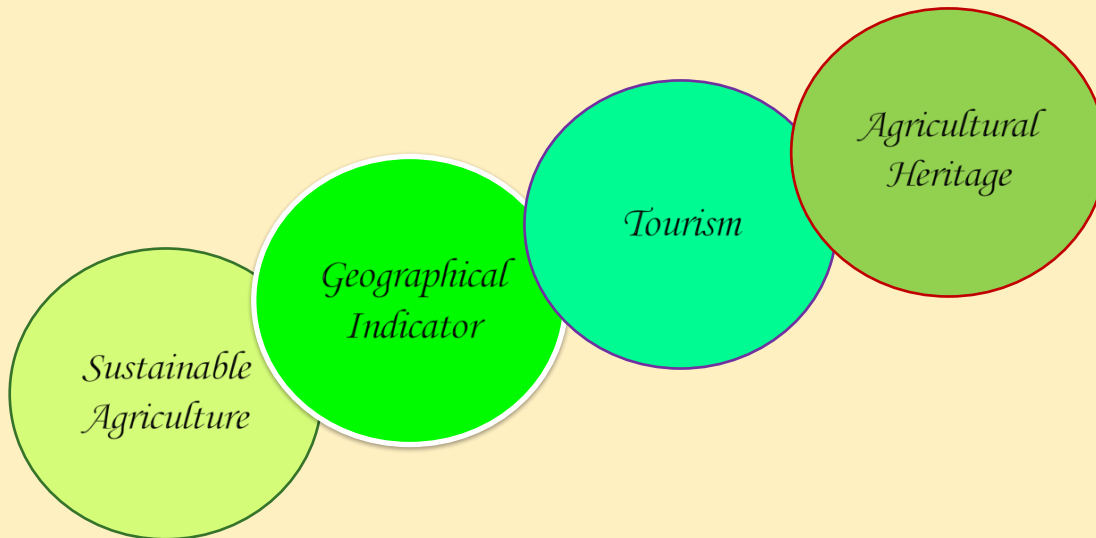 Sustainable
Agriculture
Geographical
Indicator
Tourism
Agricultural
Heritage